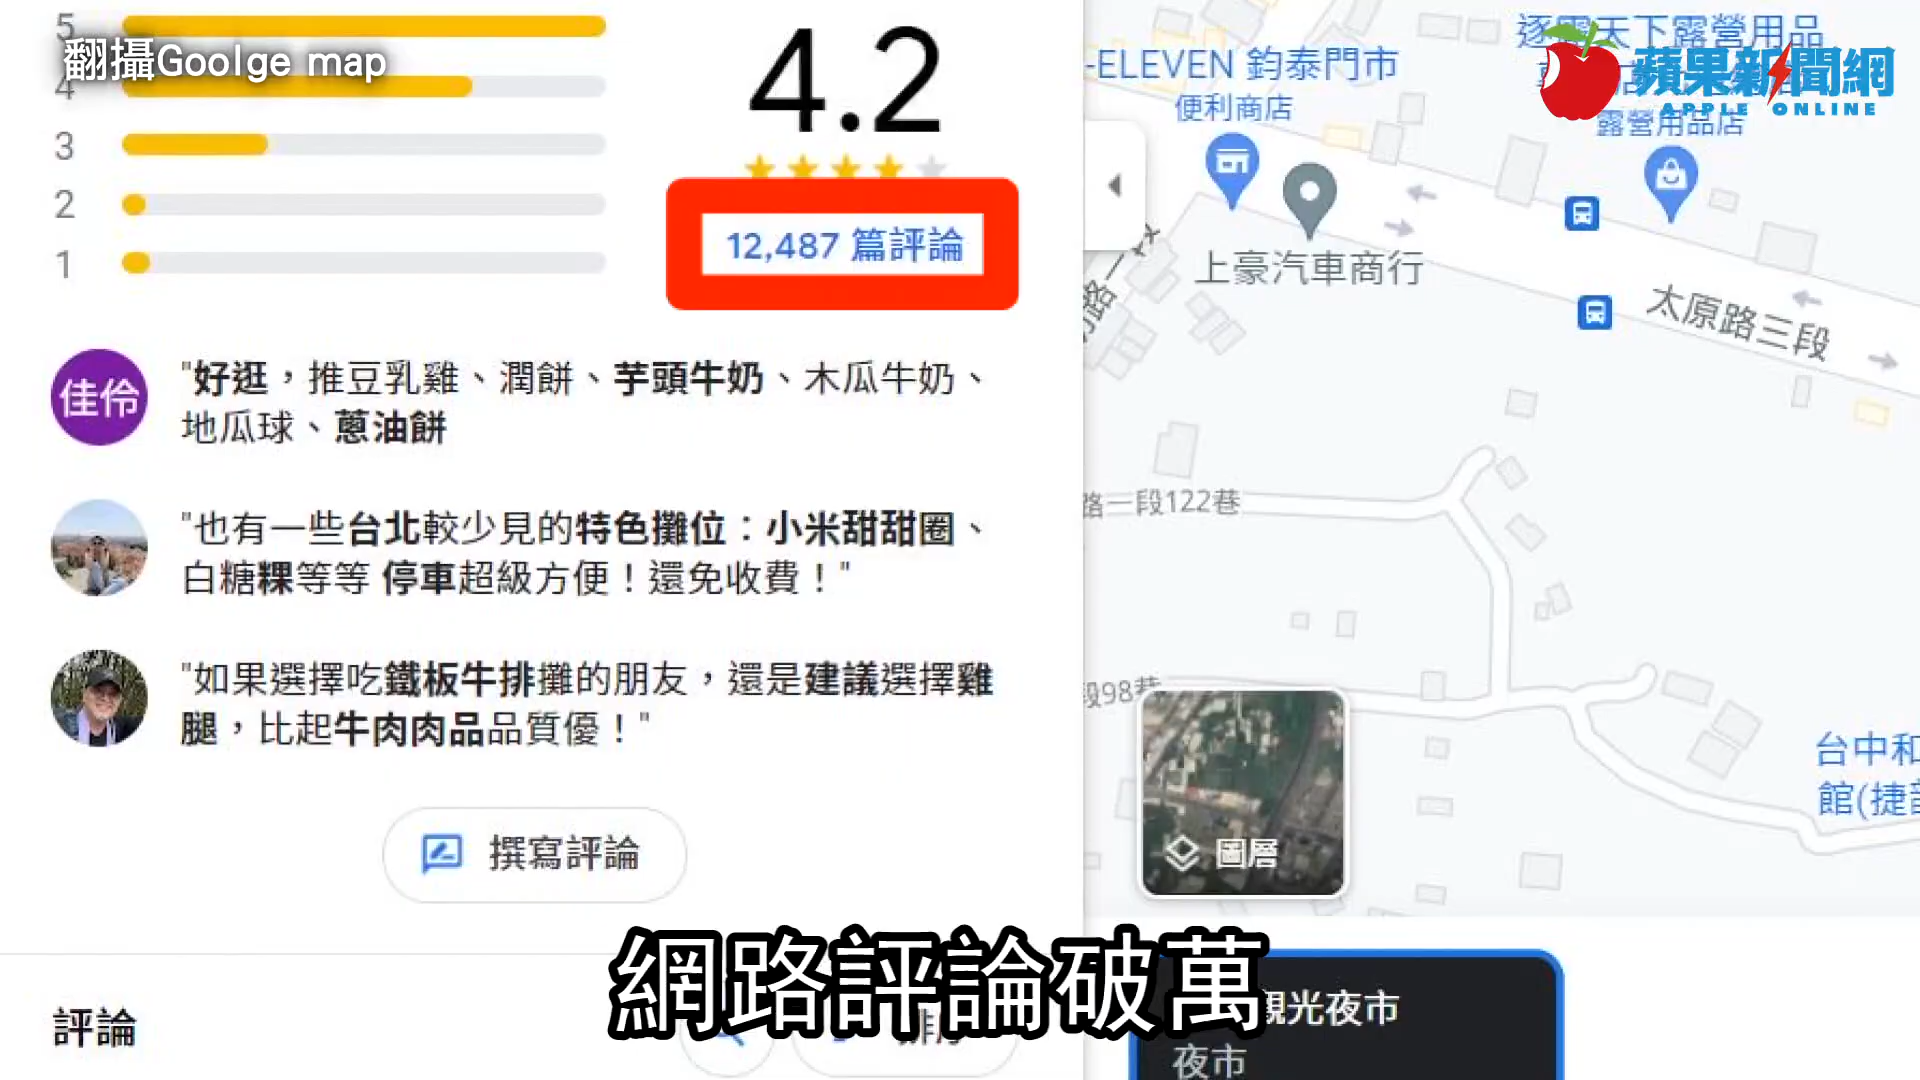 5
翻攝Goolge map
4
3
2
1
4.2
12,487 篇評論
"好逛，推豆乳雞、潤餅、芋頭牛奶、木瓜牛奶、
地瓜球、蔥油餅
佳伶
"也有一些台北較少見的特色攤位：小米甜甜圈、
白糖粿等等 停車超級方便！還免收費！"
"如果選擇吃鐵板牛排攤的朋友，還是建議選擇雞
腿，比起牛肉肉品品質優！"
撰寫評論
評論
網路評論破萬
-ELEVEN 鈞泰門市
便利商店
蘋果新聞網
APPLE ONLINE
露營用品店
上豪汽車商行
太原路三段
路一段122巷
段98巷
圖層
台中和
館(捷
觀光夜市
夜市